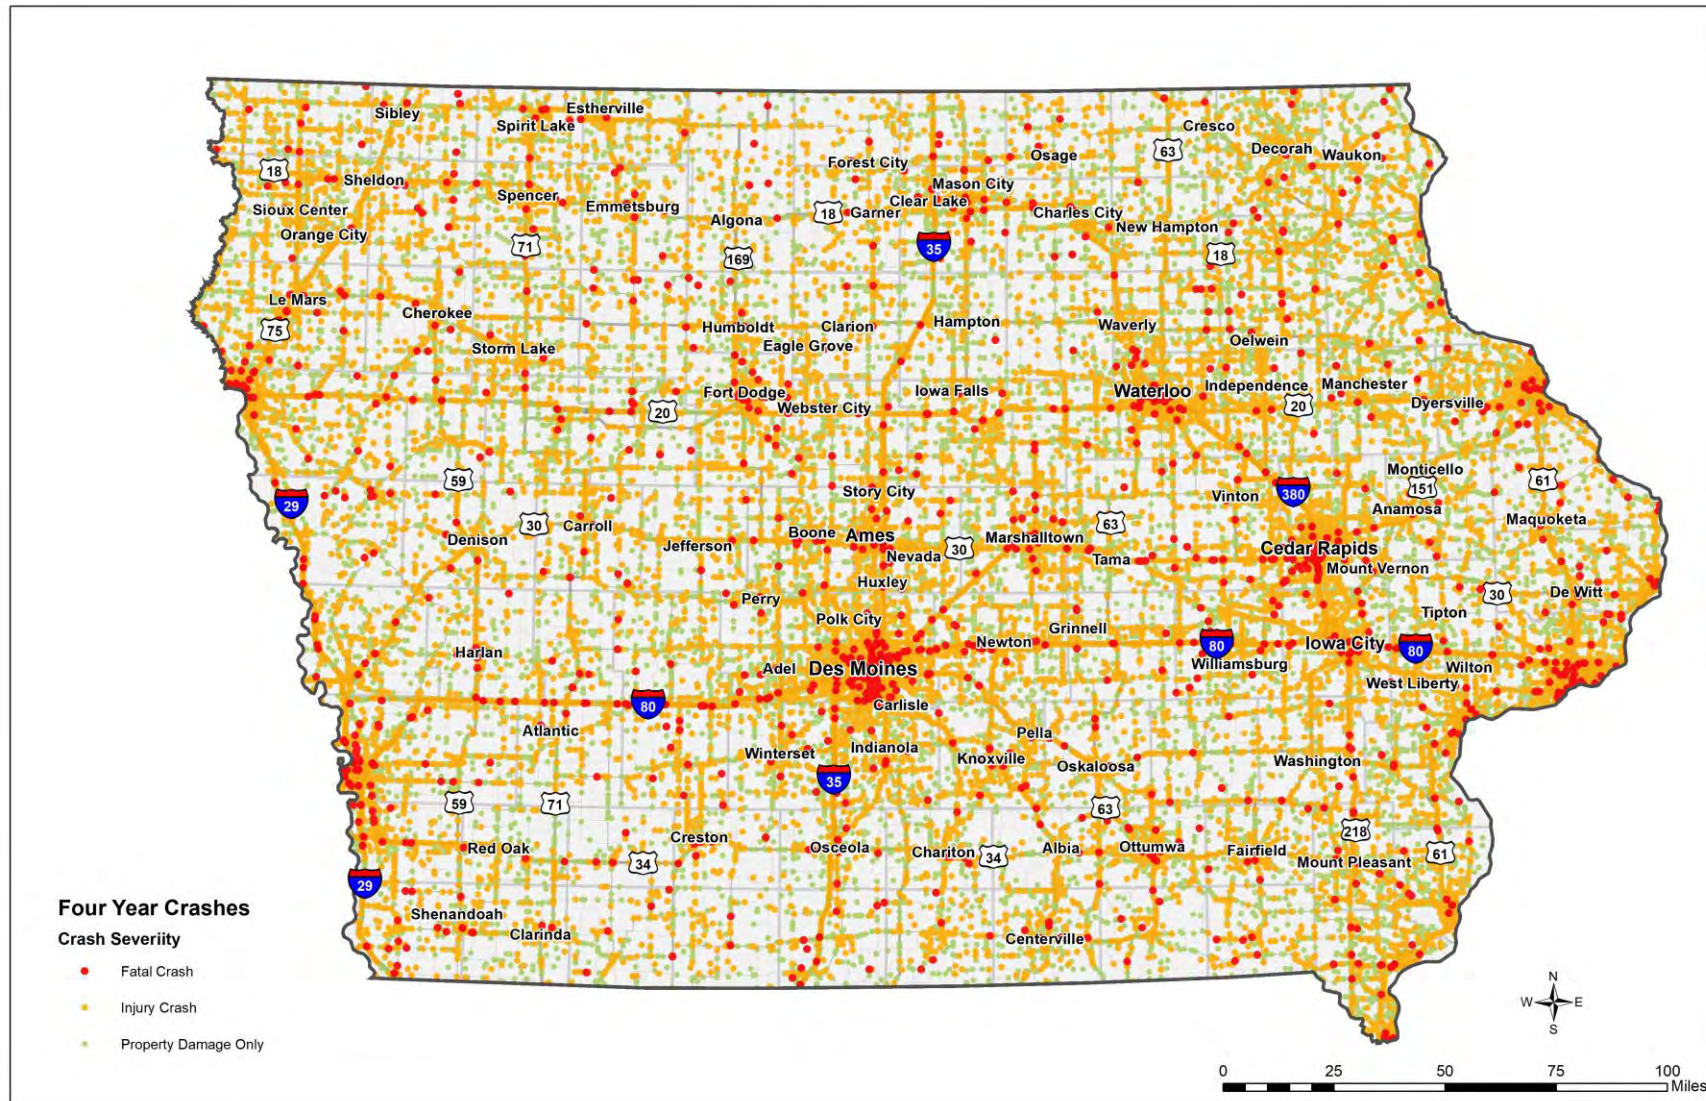 Sibley
Estherville
Spirit Lake
Cresco
63
Decorah
Waukon
Osage
Forest City
18
Sheldon
Mason City
Spencer
Emmetsburg
Clear Lake
Sioux Center
Algona
18
Garner
Charles City
New Hampton
Orange City
71
169
35
18
Le Mars
Cherokee
75
Humboldt
Clarion
Hampton
Waverly
Storm Lake
Eagle Grove
Oelwein
Fort Dodge
Iowa Falls
Waterloo
Independence
Manchester
20
Webster City
20
Dyersville
59
Monticello
61
29
Story City
Vinton
380
151
Anamosa
30
Carroll
63
Maquoketa
Denison
Jefferson
Boone
Ames
Nevada
30
Marshalltown
Tama
Cedar Rapids
Mount Vernon
Huxley
Perry
30
De Witt
Polk City
Tipton
Grinnell
Harlan
Adel
Des Moines
Newton
80
Williamsburg
Iowa City
80
Wilton
West Liberty
80
Carlisle
Atlantic
Pella
Winterset
Indianola
Knoxville
Oskaloosa
Washington
35
59
71
63
Creston
218
Red Oak
34
Osceola
Chariton
34
Albia
Ottumwa
Fairfield
Mount Pleasant
61
29
Shenandoah
Clarinda
Centerville
Four Year Crashes
Crash Severiity
Fatal Crash
Injury Crash
Property Damage Only
N
W
E
S
0
25
50
75
100
Miles